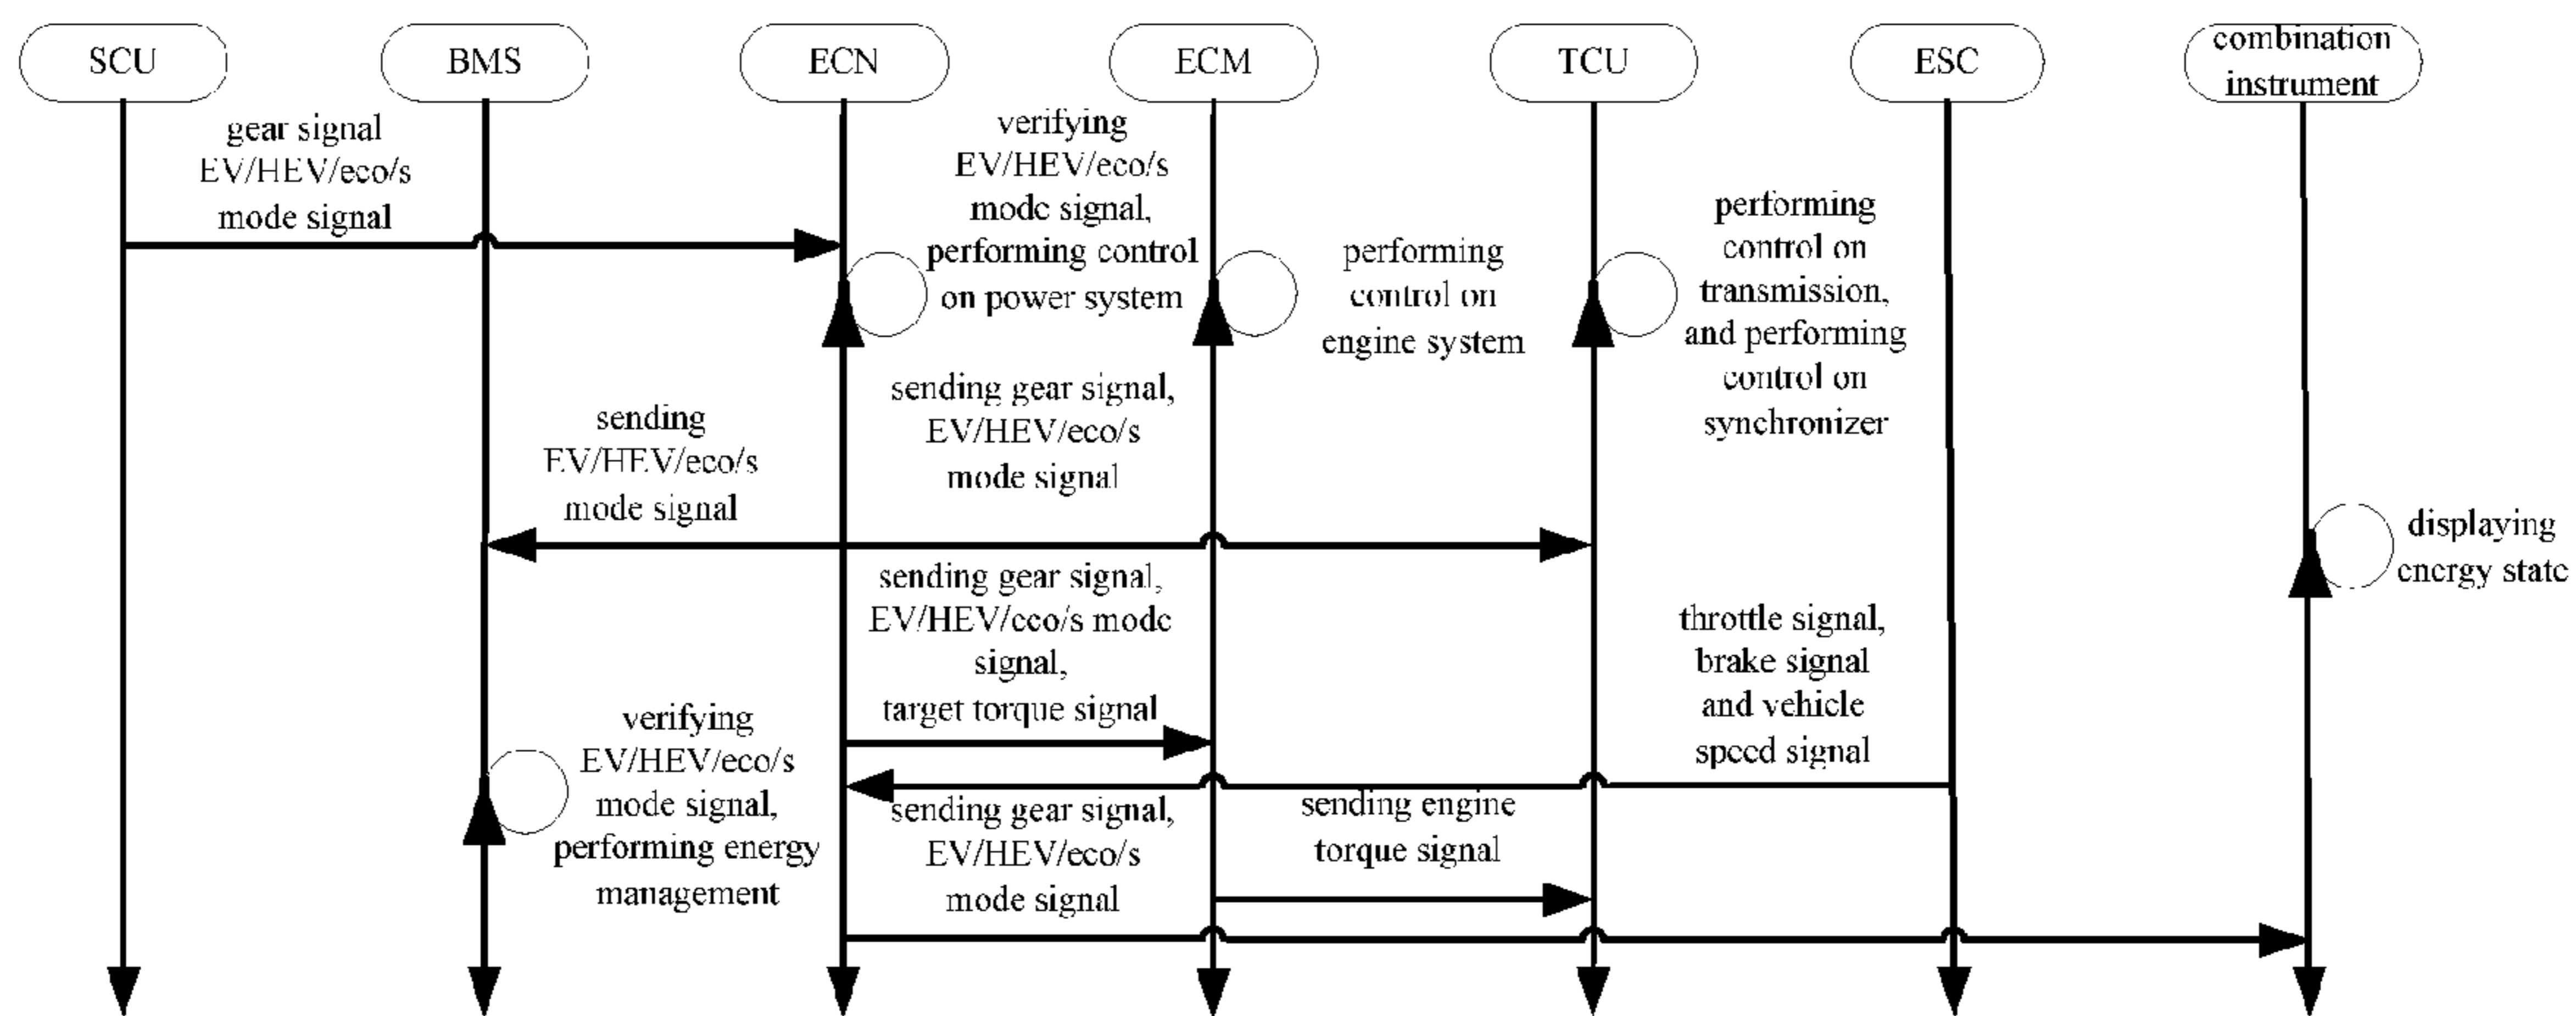 SCU
BMS
ECN
ECM
TCU
ESC
combination
instrument
gear signal
EV/HEV/eco/s
mode signal
verifying
EV/HEV/eco/s
mode signal,
performing control
on power system
performing
control on
engine system
performing
control on
transmission,
and performing
control on
synchronizer
sending
EV/HEV/eco/s
mode signal
sending gear signal,
EV/HEV/eco/s
mode signal
displaying
energy state
sending gear signal,
EV/HEV/eco/s mode
signal,
target torque signal
throttle signal,
brake signal
and vehicle
speed signal
verifying
EV/HEV/eco/s
mode signal,
performing energy
management
sending gear signal,
EV/HEV/eco/s
mode signal
sending engine
torque signal